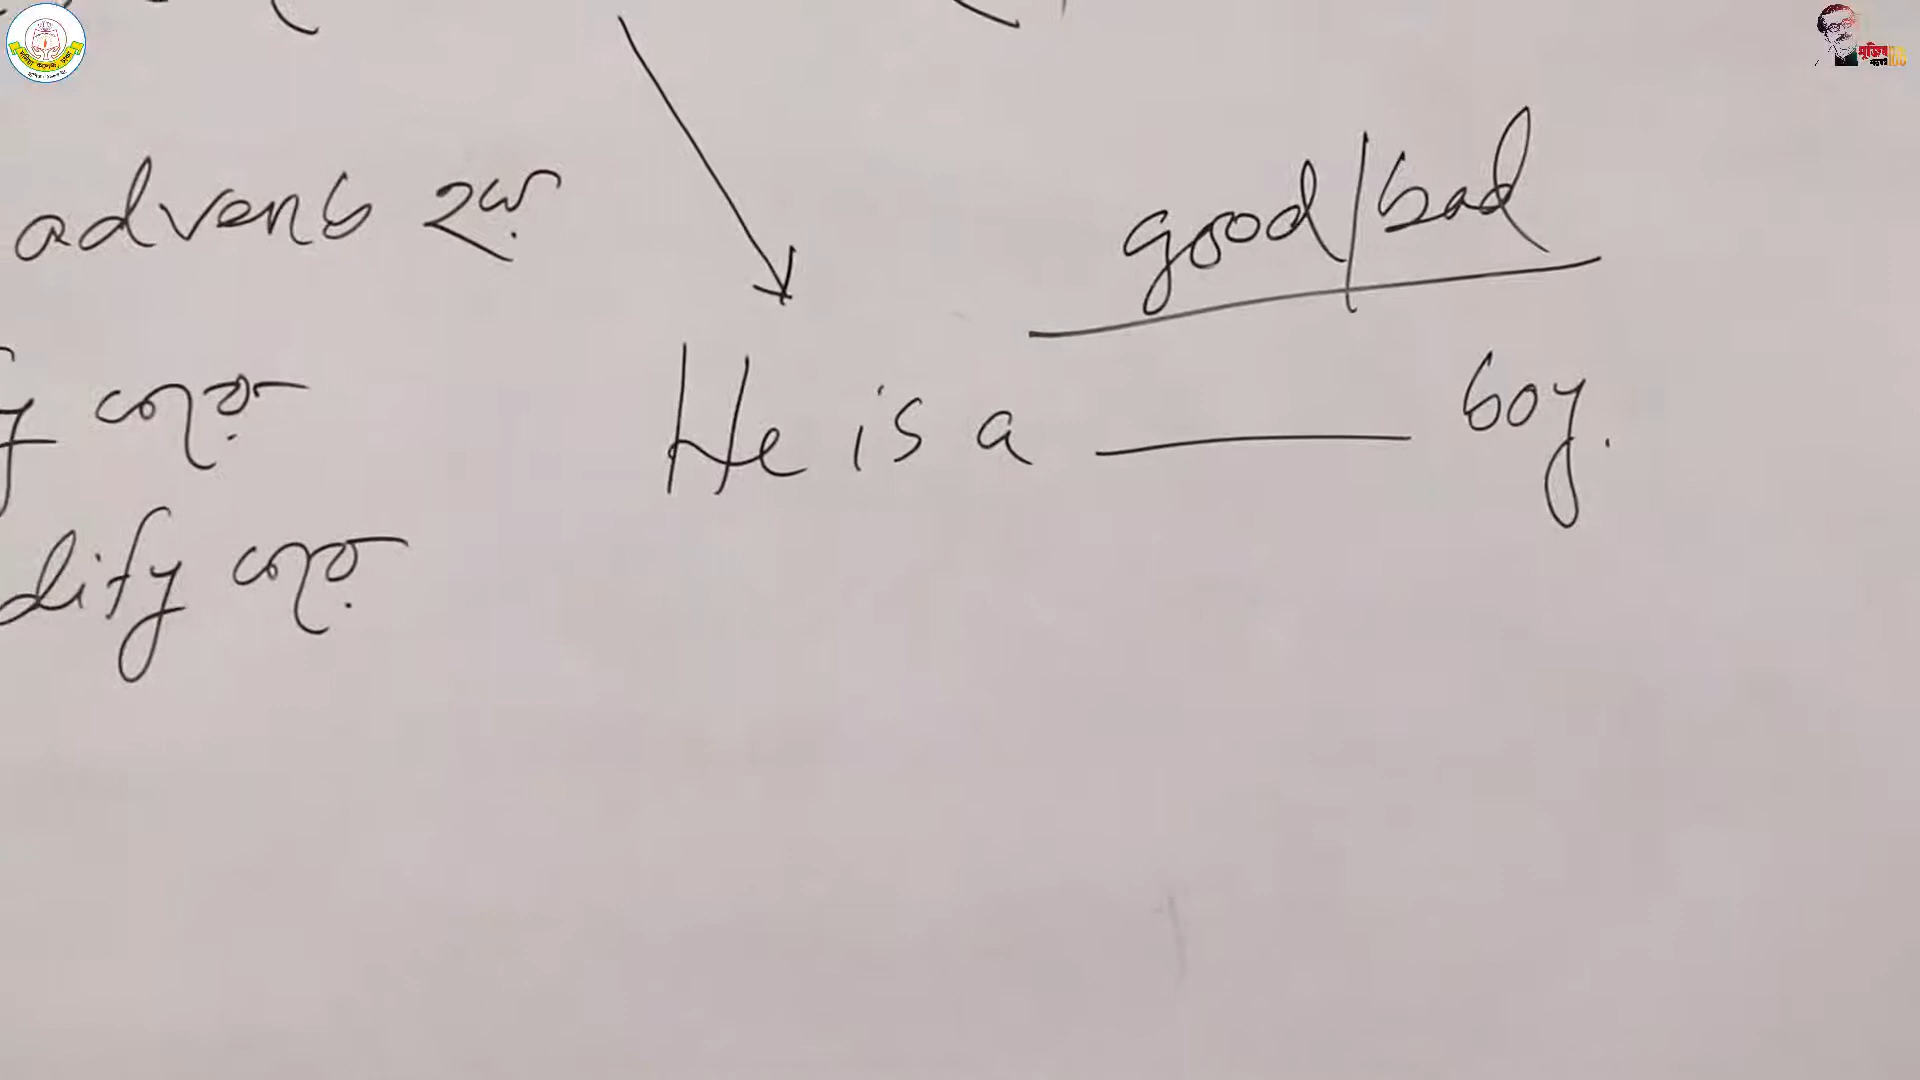 good/bad
adverb হয়
He is a ______ boy.
করে
dify করে